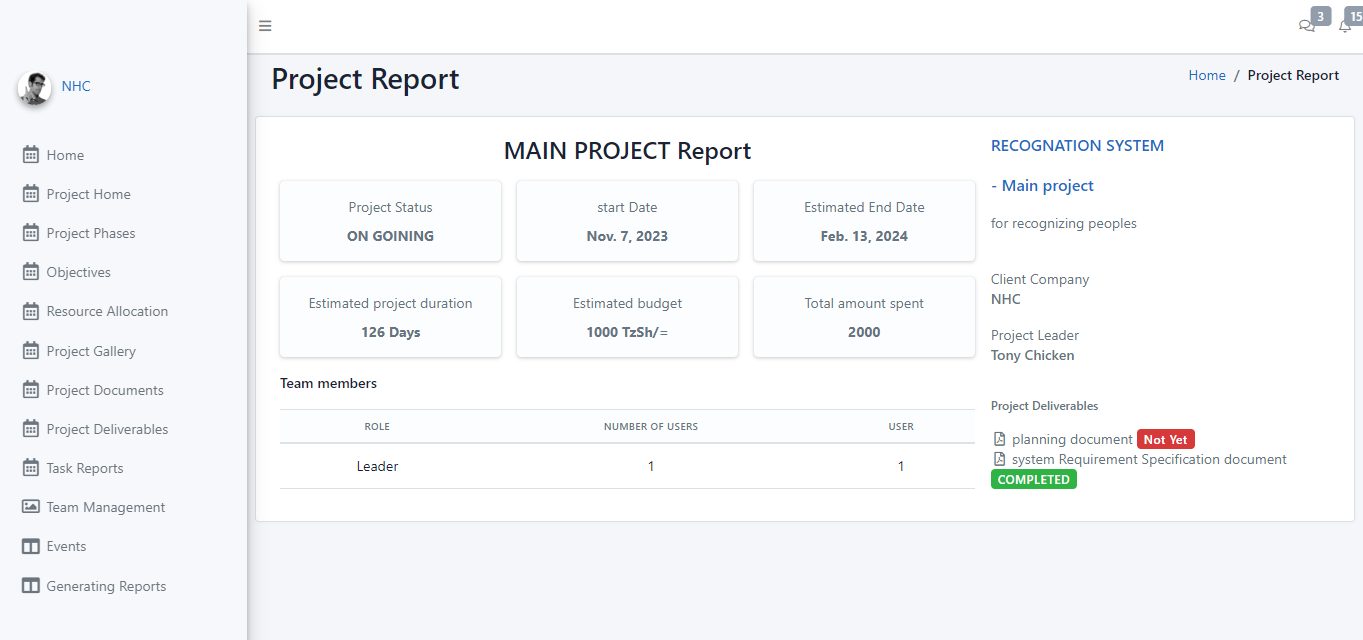 3
15
NHC
Home
Project Home
Project Phases
Objectives
Resource Allocation
Project Gallery
Project Documents
Project Deliverables
Task Reports
Team Management
Events
Generating Reports
Project Report
Home / Project Report
MAIN PROJECT Report
Project Status
ON GOINING
start Date
Nov. 7, 2023
Estimated End Date
Feb. 13, 2024
Estimated project duration
126 Days
Estimated budget
1000 TzSh/=
Total amount spent
2000
Team members
ROLE NUMBER OF USERS USER
Leader 1 1
RECOGNATION SYSTEM
- Main project
for recognizing peoples
Client Company
NHC
Project Leader
Tony Chicken
Project Deliverables
planning document Not Yet
system Requirement Specification document
COMPLETED